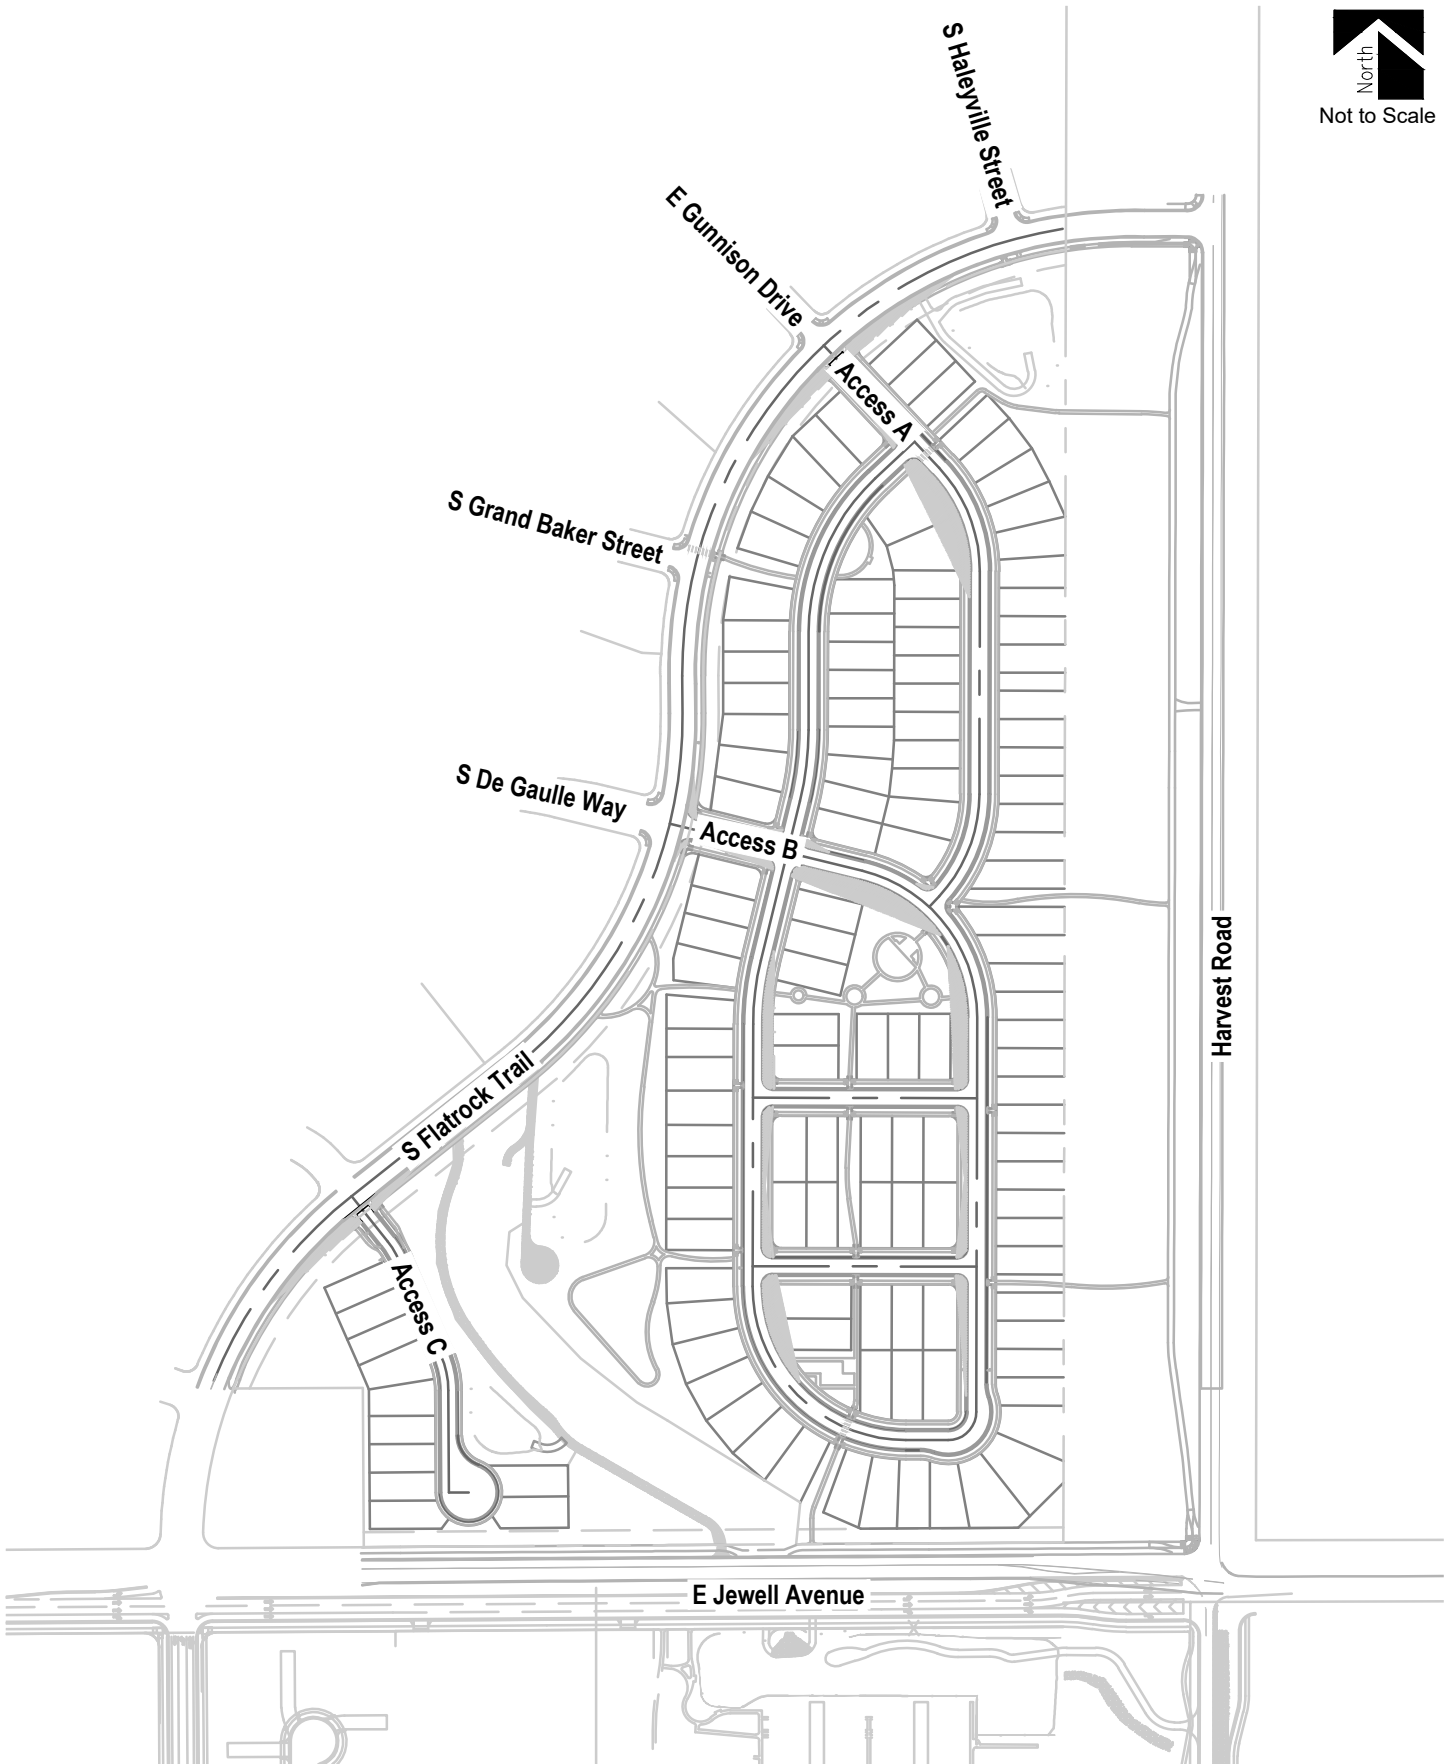 North
Not to Scale
S Haleyville Street
E Gunnison Drive
Access A
S Grand Baker Street
S De Gaulle Way
Access B
Harvest Road
S Flatrock Trail
Access C
E Jewell Avenue